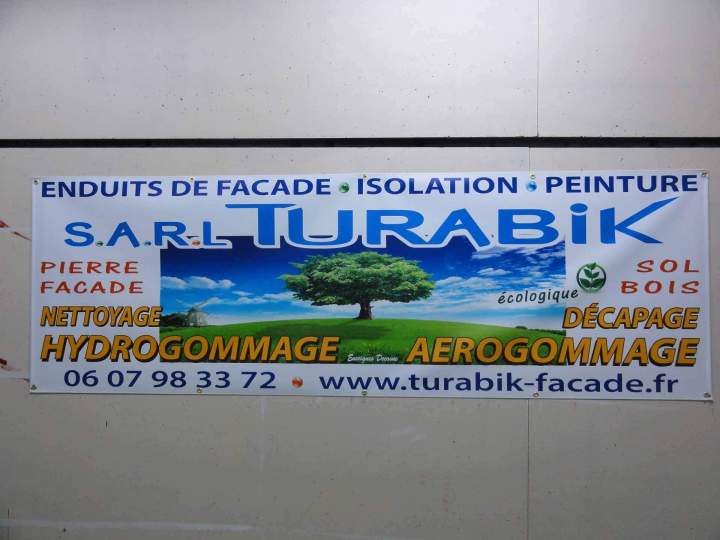 ENDUITS DE FACADE • ISOLATION • PEINTURE
S.A.R.L TURABiK
PIERRE
FACADE
SOL
BOIS
écologique
NETTOYAGE
DÉCAPAGE
HYDROGOMMAGE
AEROGOMMAGE
06 07 98 33 72 • www.turabik-facade.fr